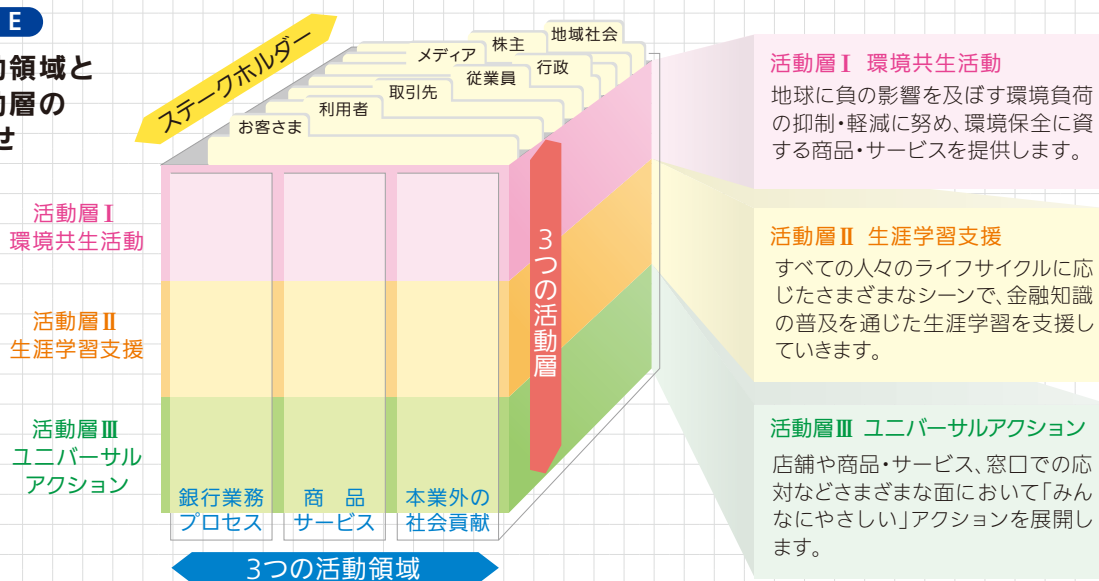 E
動領域と
動層の
せ
ステークホルダー
地域社会
株主
メディア
行政
従業員
取引先
利用者
お客さま
活動層Ⅰ
環境共生活動
活動層Ⅱ
生涯学習支援
活動層Ⅲ
ユニバーサル
アクション
3つの活動層
銀行業務
プロセス
商　品
サービス
本業外の
社会貢献
3つの活動領域
活動層Ⅰ 環境共生活動
地球に負の影響を及ぼす環境負荷
の抑制・軽減に努め、環境保全に資
する商品・サービスを提供します。
活動層Ⅱ 生涯学習支援
すべての人々のライフサイクルに応
じたさまざまなシーンで、金融知識
の普及を通じた生涯学習を支援し
ていきます。
活動層Ⅲ ユニバーサルアクション
店舗や商品・サービス、窓口での応
対などさまざまな面において「みん
なにやさしい」アクションを展開し
ます。